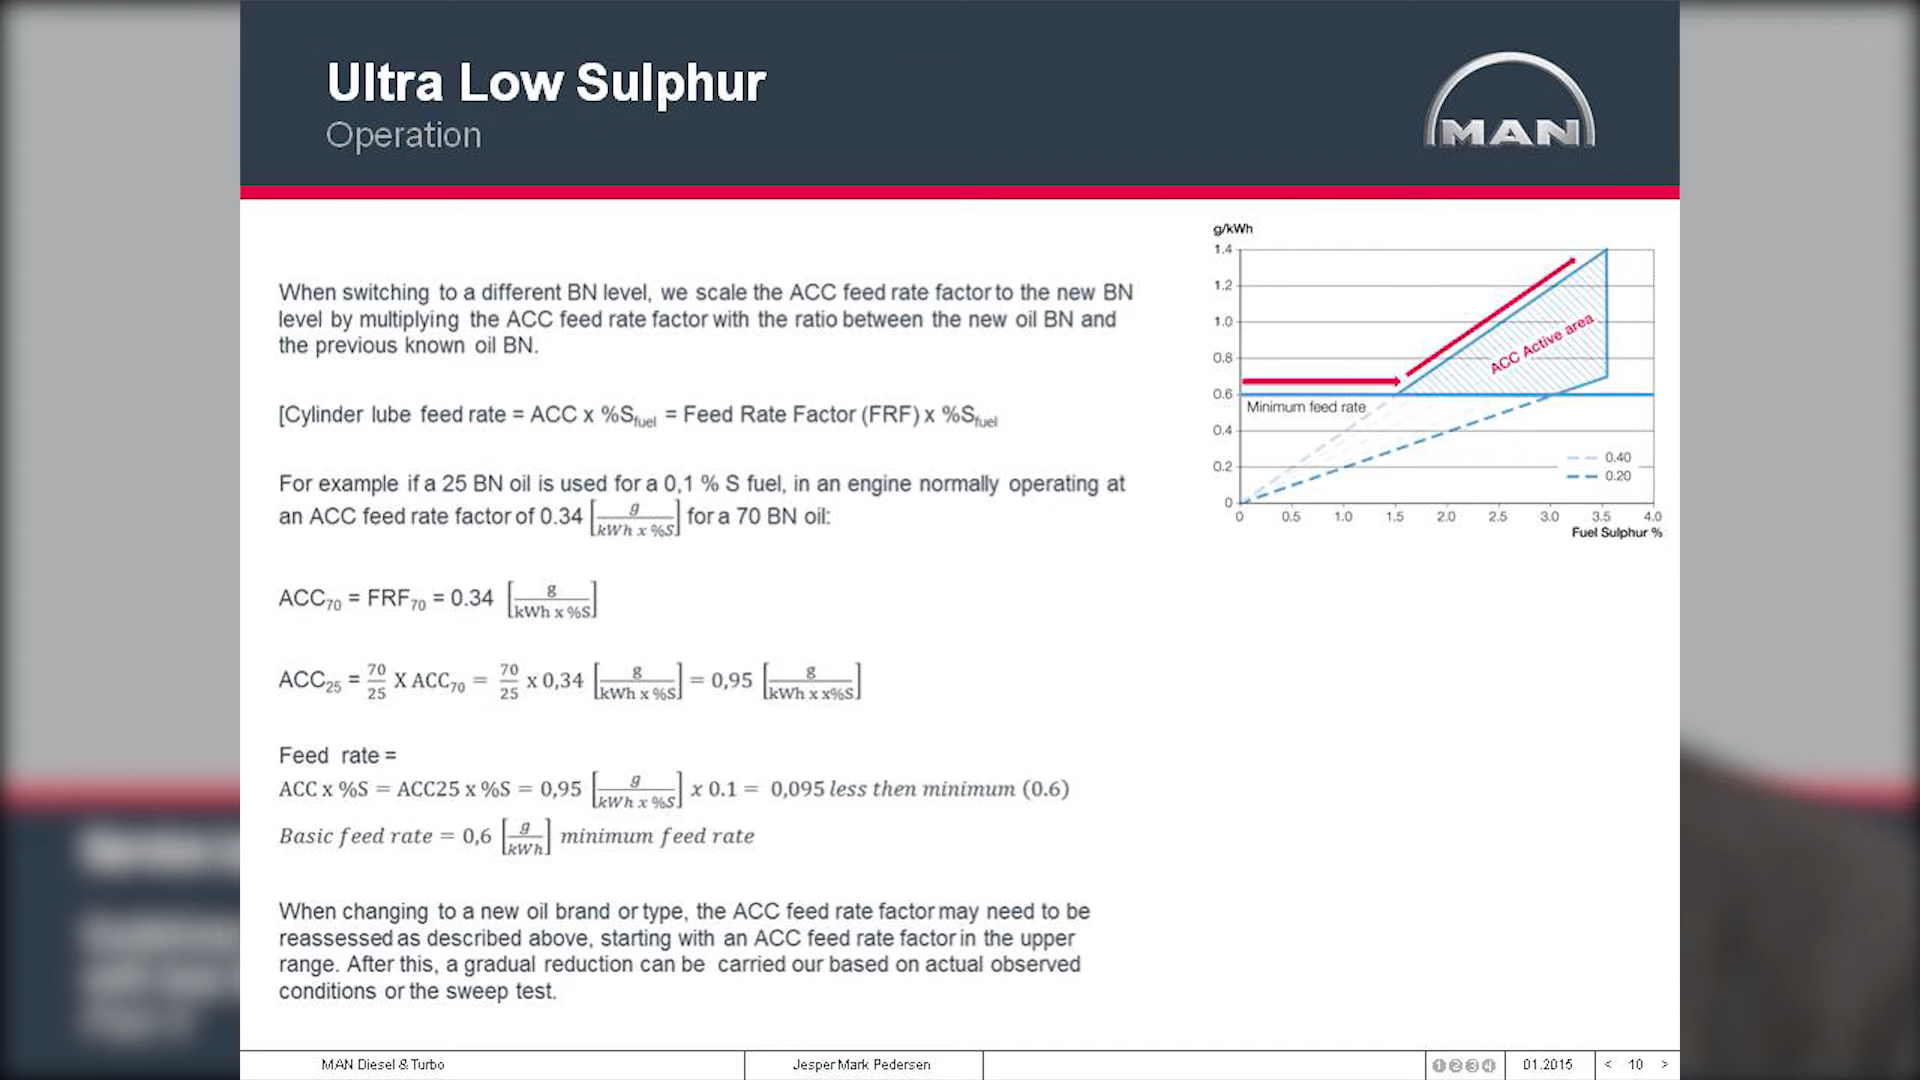 Ultra Low Sulphur
Operation
MAN
When switching to a different BN level, we scale the ACC feed rate factor to the new BN
level by multiplying the ACC feed rate factor with the ratio between the new oil BN and
the previous known oil BN.
[Cylinder lube feed rate = ACC x %Sfuel = Feed Rate Factor (FRF) x %Sfuel
For example if a 25 BN oil is used for a 0,1 % S fuel, in an engine normally operating at
an ACC feed rate factor of 0.34 [g/kWh x %S] for a 70 BN oil:
ACC70 = FRF70 = 0.34 [g/kWh x %S]
ACC25 = 70/25 X ACC70 = 70/25 x 0,34 [g/kWh x %S] = 0,95 [g/kWh x x%S]
Feed rate =
ACC x %S = ACC25 x %S = 0,95 [g/kWh x %S] x 0.1 = 0,095 less then minimum (0.6)
Basic feed rate = 0,6 [g/kWh] minimum feed rate
When changing to a new oil brand or type, the ACC feed rate factor may need to be
reassessed as described above, starting with an ACC feed rate factor in the upper
range. After this, a gradual reduction can be carried our based on actual observed
conditions or the sweep test.
g/kWh
1.4
1.2
1.0
0.8
0.6
0.4
0.2
0
ACC Active area
Minimum feed rate
0.40
0.20
0 0.5 1.0 1.5 2.0 2.5 3.0 3.5 4.0
Fuel Sulphur %
MAN Diesel & Turbo
Jesper Mark Pedersen
1 2 3 4
01.2015
< 10 >